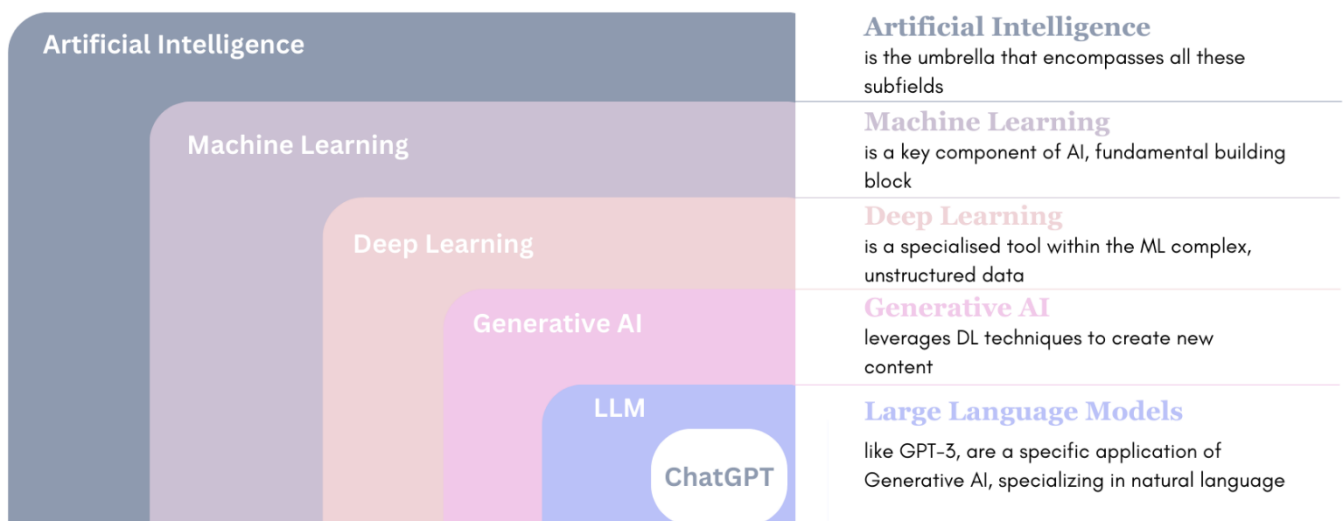 Artificial Intelligence
Machine Learning
Deep Learning
Generative AI
LLM
ChatGPT
Artificial Intelligence
is the umbrella that encompasses all these
subfields
Machine Learning
is a key component of AI, fundamental building
block
Deep Learning
is a specialised tool within the ML complex,
unstructured data
Generative AI
leverages DL techniques to create new
content
Large Language Models
like GPT-3, are a specific application of
Generative AI, specializing in natural language